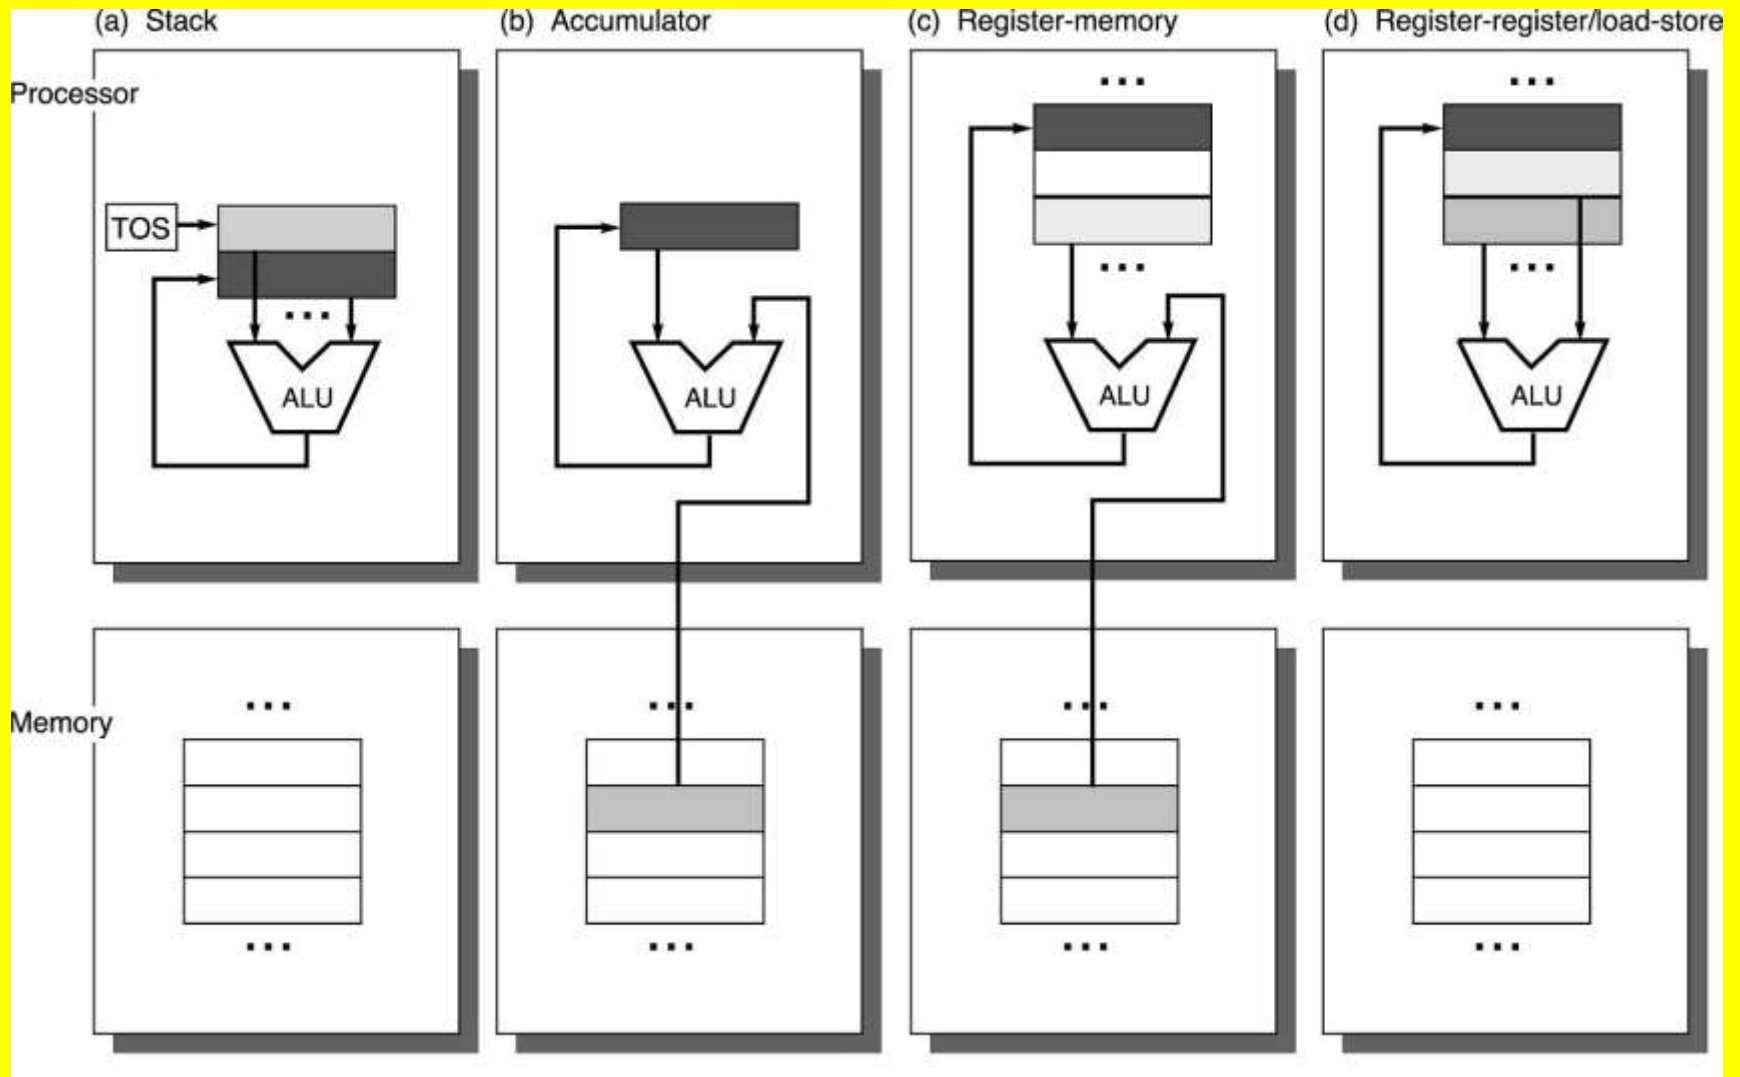 (a) Stack
(b) Accumulator
(c) Register-memory
(d) Register-register/load-store
Processor
TOS
...
ALU
...
ALU
...
...
ALU
...
...
ALU
Memory
...
...
...
...
...
...
...
...